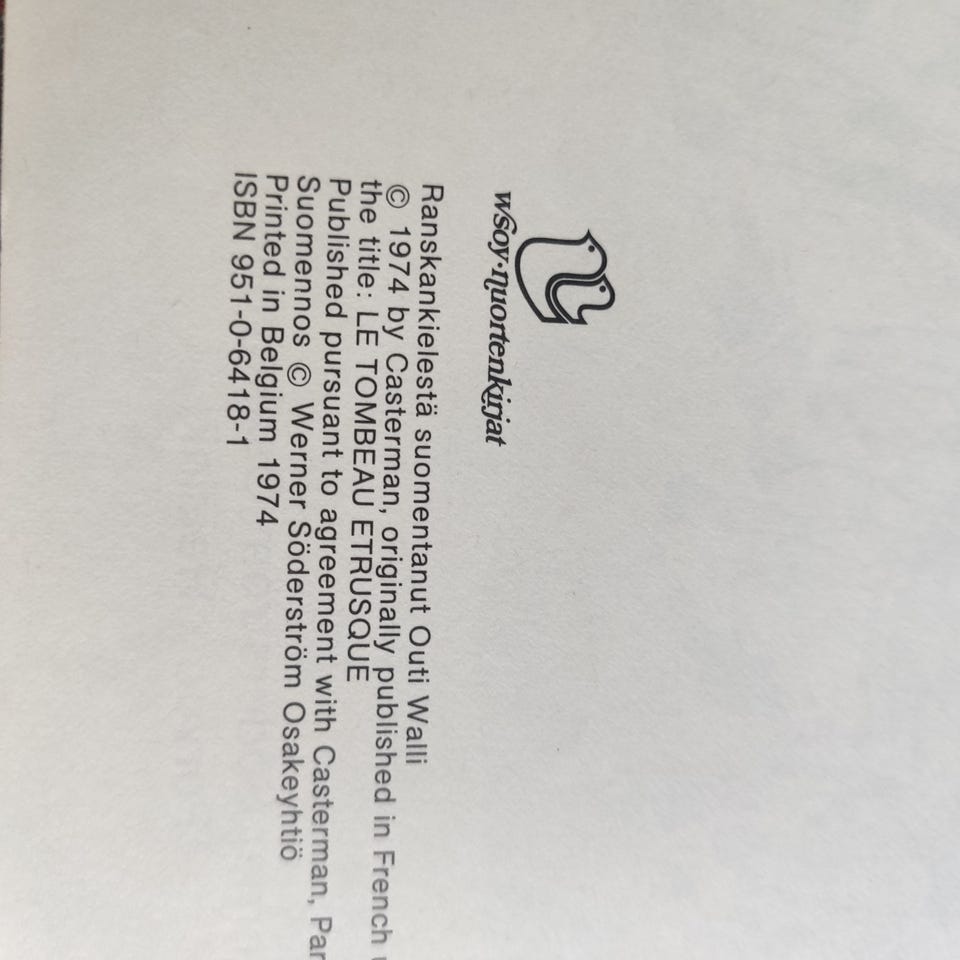 wsoy·nuortenkirjat
Ranskankielestä suomentanut Outi Walli
© 1974 by Casterman, originally published in French
the title: LE TOMBEAU ETRUSQUE
Published pursuant to agreement with Casterman, Par
Suomennos © Werner Söderström Osakeyhtiö
Printed in Belgium 1974
ISBN 951-0-6418-1